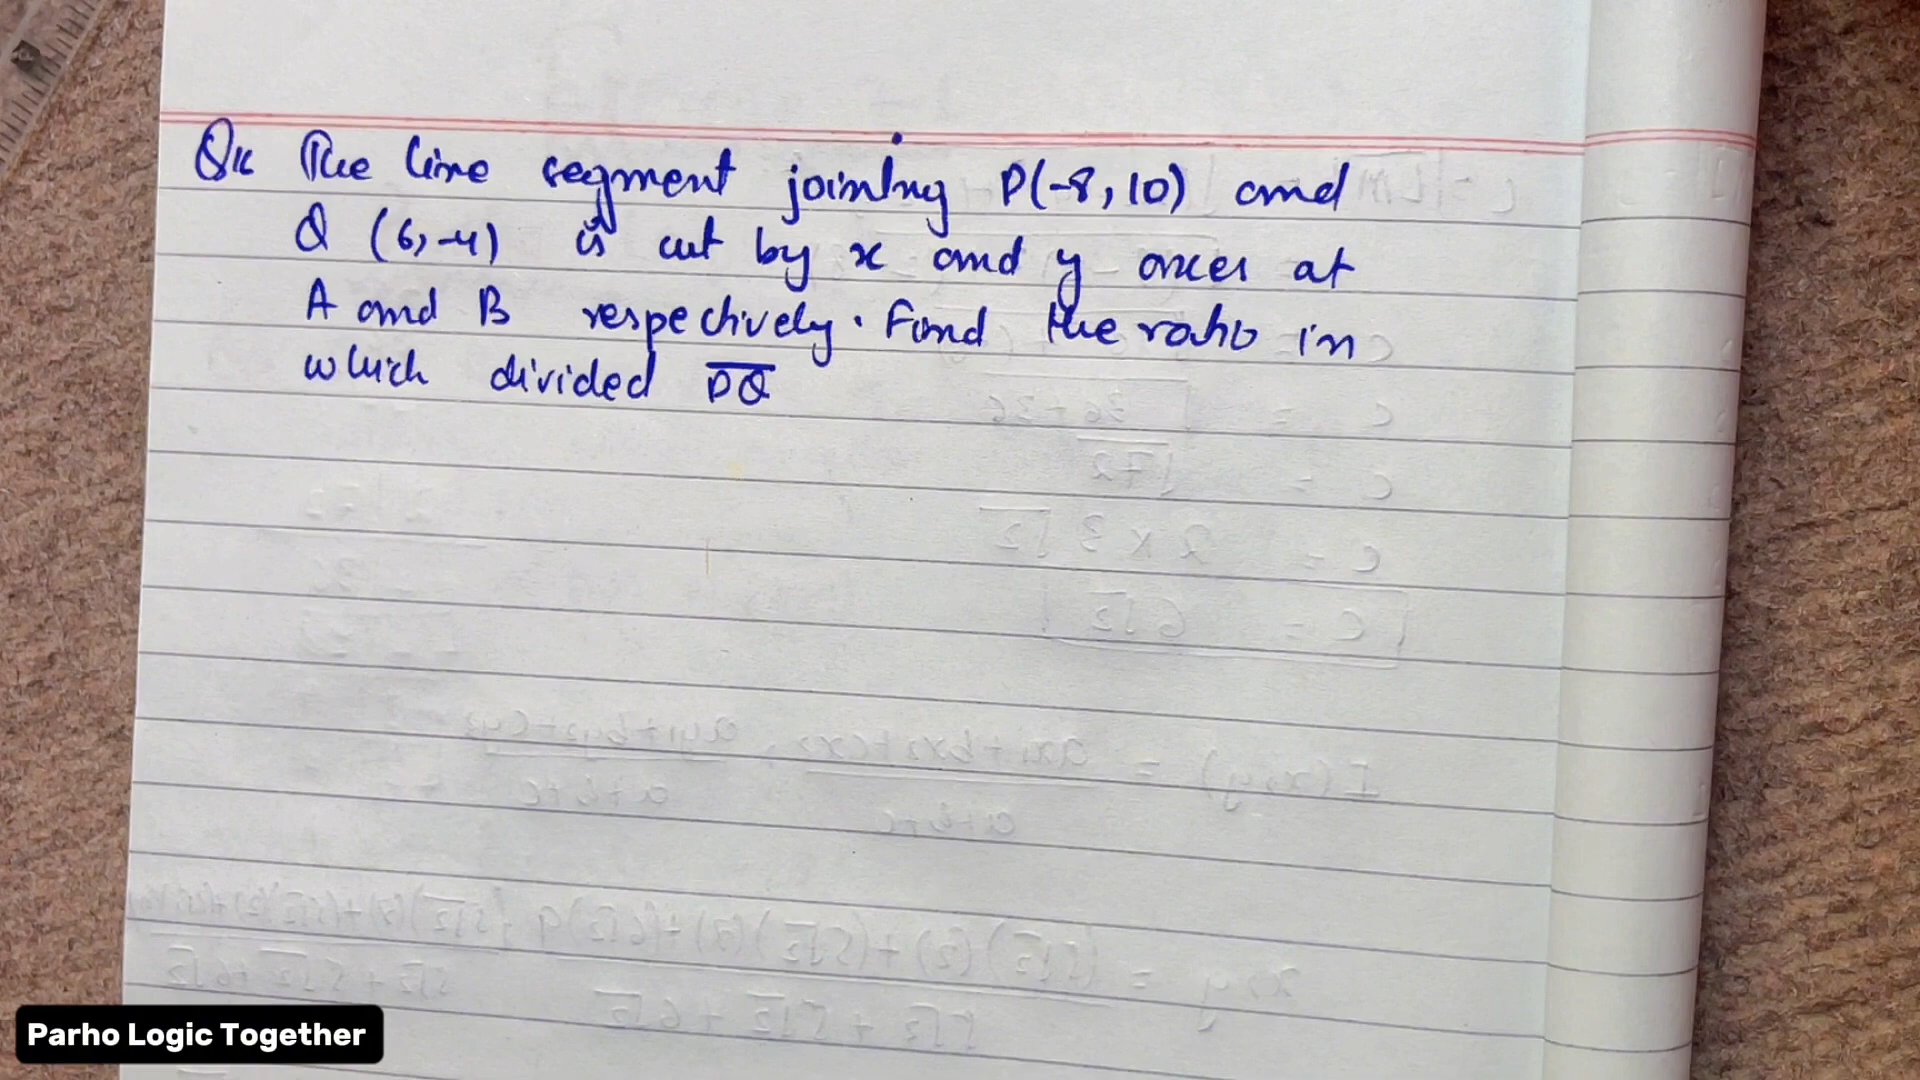 Q:- The line segment joining P(-8, 10) and
Q (6, -4) is cut by x and y axes at
A and B respectively. Find the ratio in
which divided PQ
Parho Logic Together